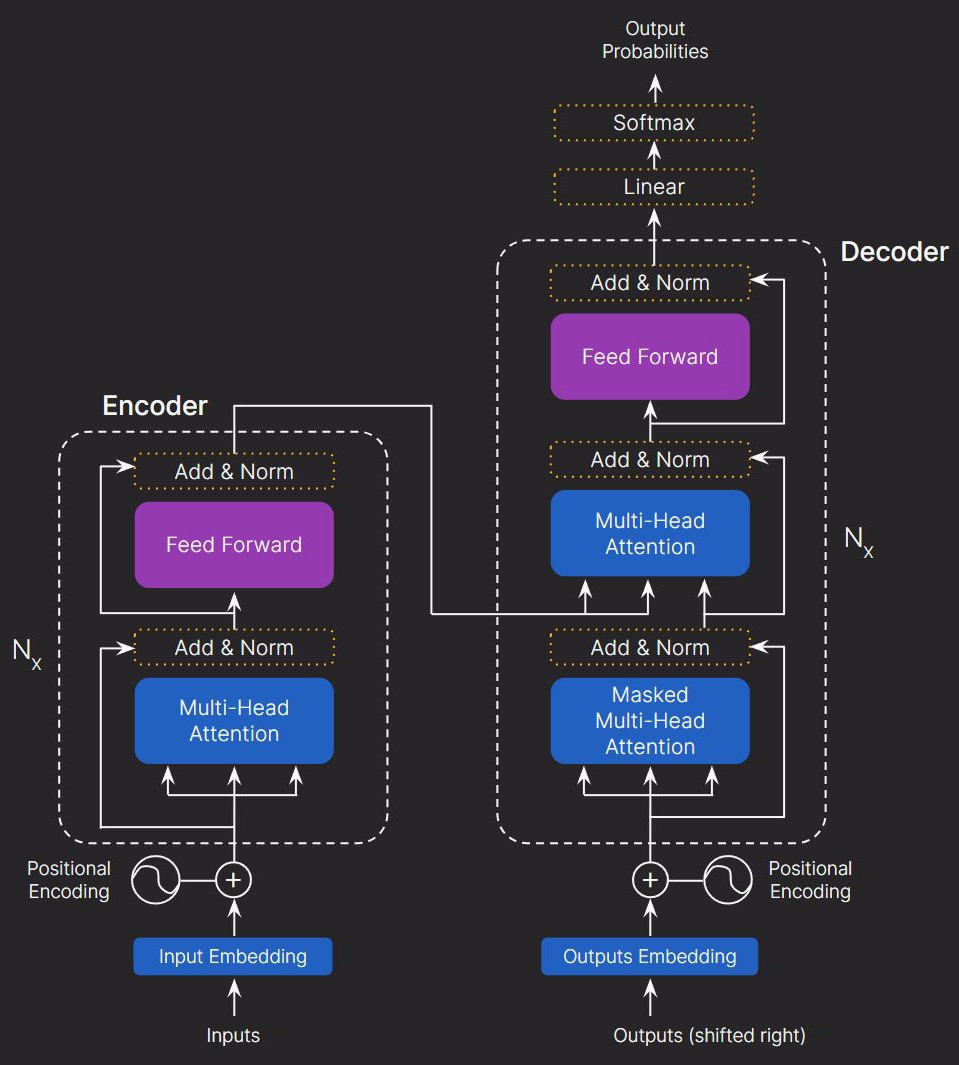 Output
Probabilities
Softmax
Linear
Decoder
Add & Norm
Feed Forward
Add & Norm
Multi-Head
Attention
N
x
Add & Norm
Masked
Multi-Head
Attention
Positional
Encoding
Outputs Embedding
Outputs (shifted right)
Encoder
Add & Norm
Feed Forward
Add & Norm
N
x
Multi-Head
Attention
Positional
Encoding
Input Embedding
Inputs